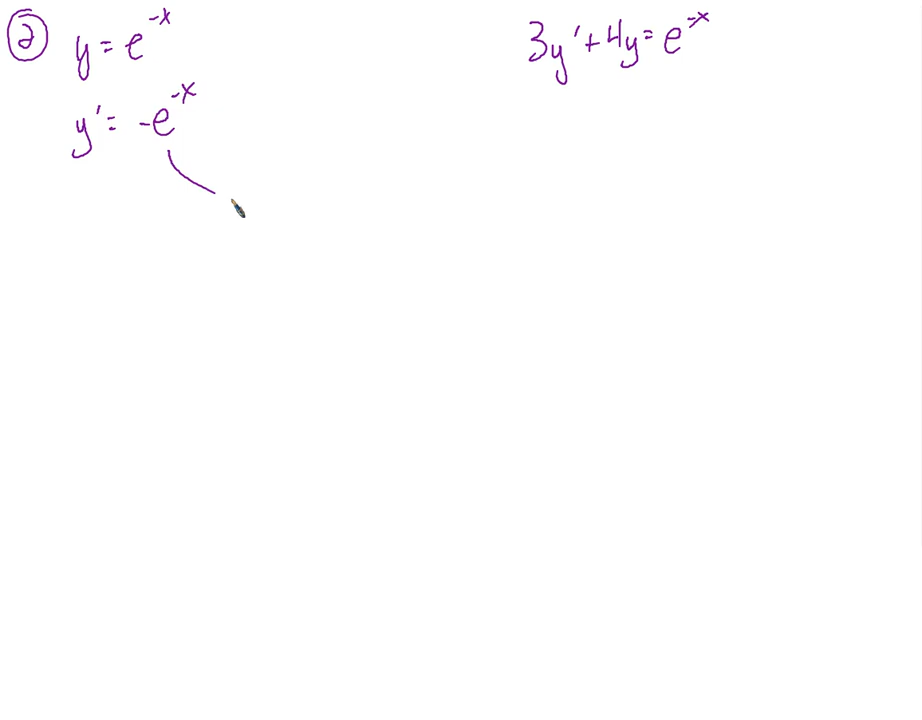 ② y = e^{-x}
3y' + 4y = e^{-x}
y' = -e^{-x}